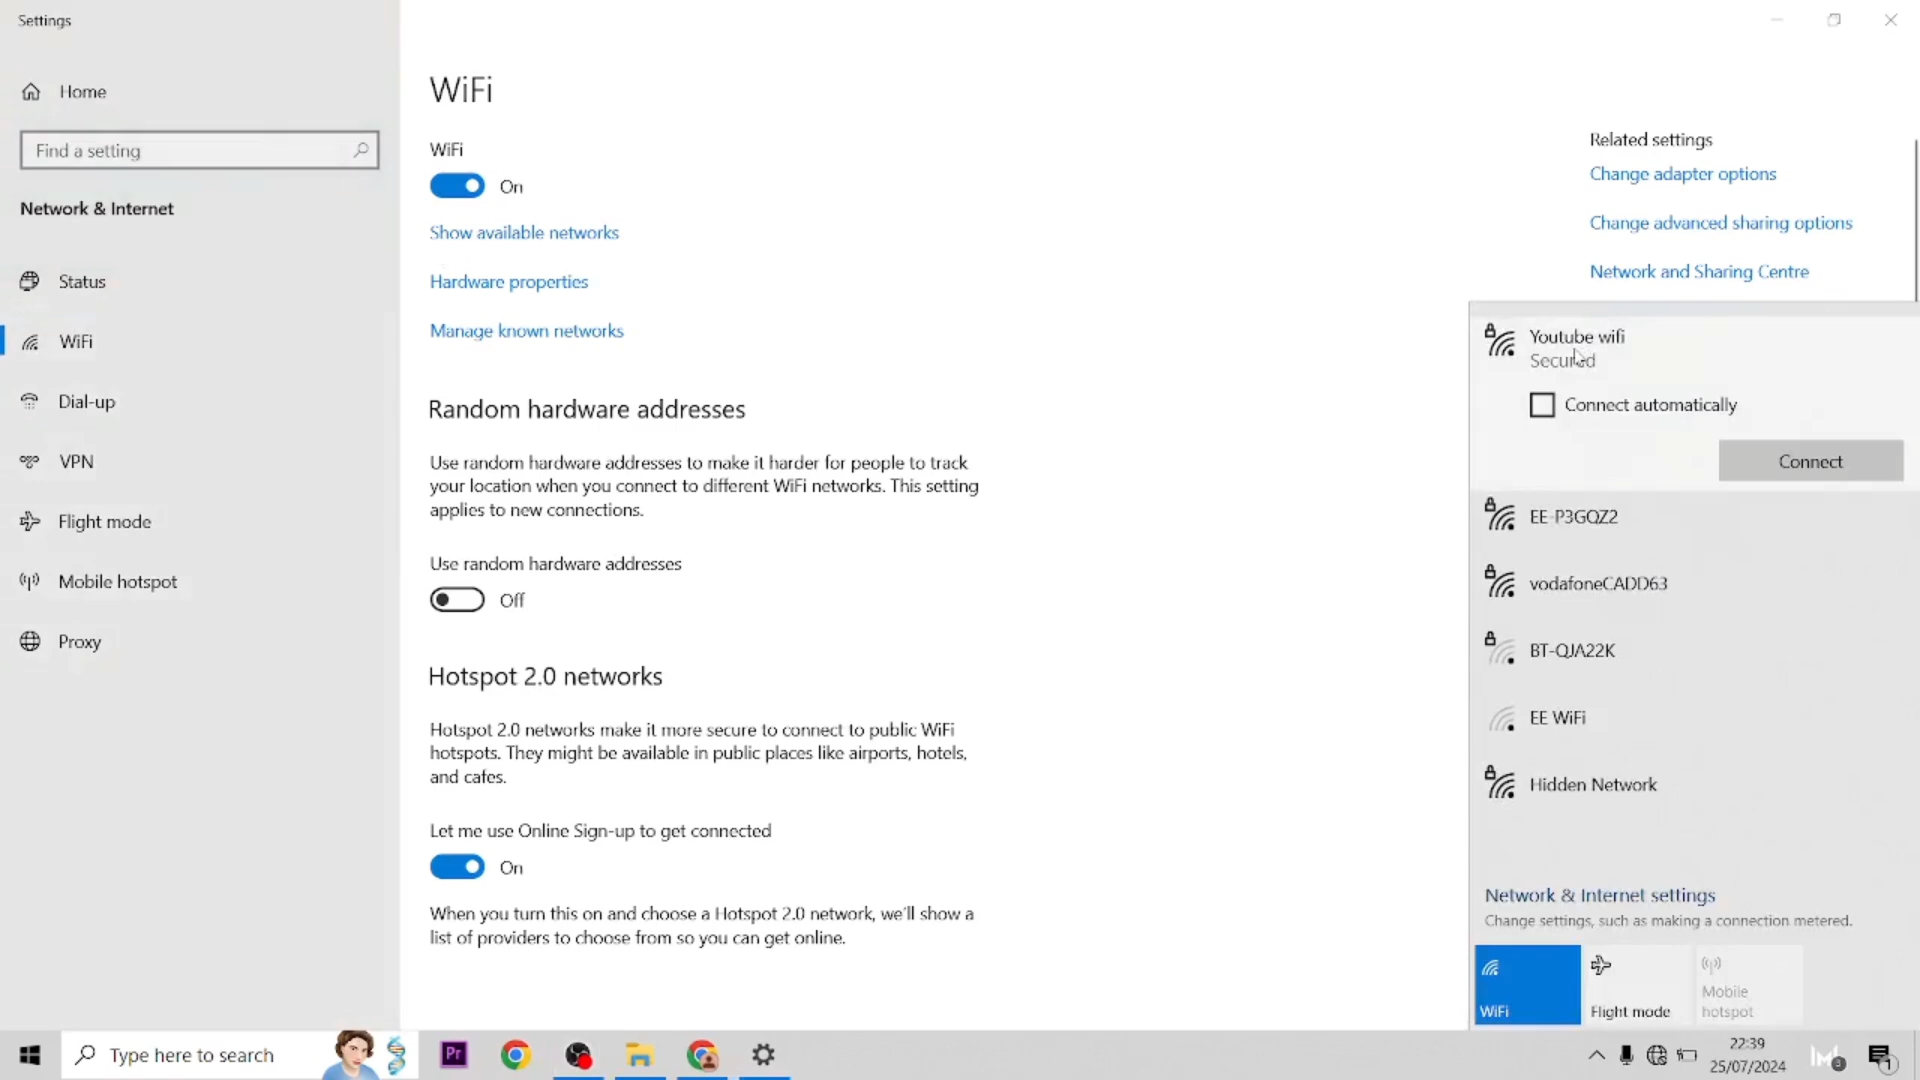 Settings
Home
Find a setting
Network & Internet
Status
WiFi
Dial-up
VPN
Flight mode
Mobile hotspot
Proxy
WiFi
WiFi
On
Show available networks
Hardware properties
Manage known networks
Random hardware addresses
Use random hardware addresses to make it harder for people to track
your location when you connect to different WiFi networks. This setting
applies to new connections.
Use random hardware addresses
Off
Hotspot 2.0 networks
Hotspot 2.0 networks make it more secure to connect to public WiFi
hotspots. They might be available in public places like airports, hotels,
and cafes.
Let me use Online Sign-up to get connected
On
When you turn this on and choose a Hotspot 2.0 network, we'll show a
list of providers to choose from so you can get online.
Related settings
Change adapter options
Change advanced sharing options
Network and Sharing Centre
Youtube wifi
Secured
Connect automatically
Connect
EE-P3GQZ2
vodafoneCADD63
BT-QJA22K
EE WiFi
Hidden Network
Network & Internet settings
Change settings, such as making a connection metered.
WiFi
Flight mode
Mobile
hotspot
Type here to search
Pr
22:39
25/07/2024
3
1